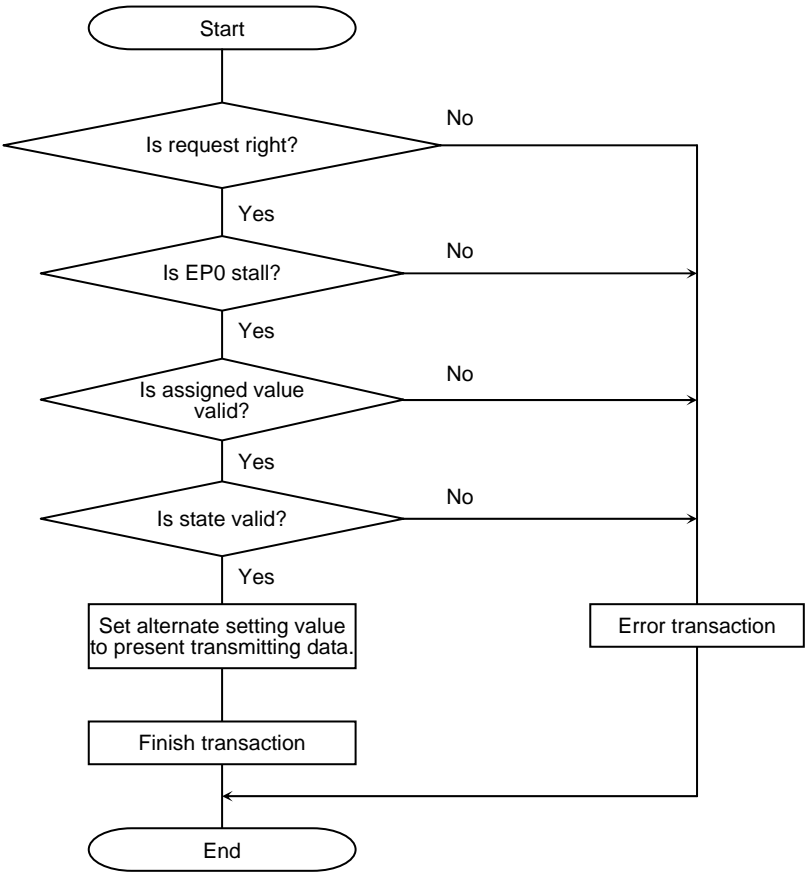 Start
Is request right?
No
Yes
Is EP0 stall?
No
Yes
Is assigned value
valid?
No
Yes
Is state valid?
No
Yes
Set alternate setting value
to present transmitting data.
Error transaction
Finish transaction
End